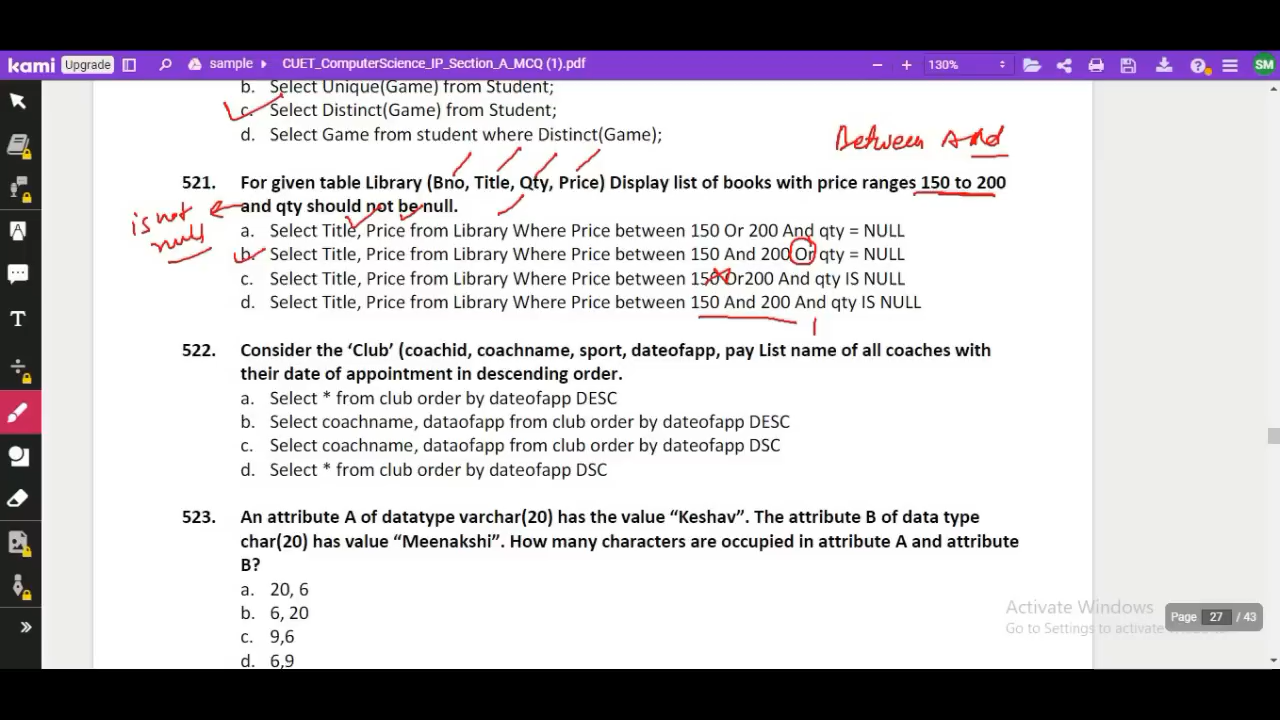 kami Upgrade sample > CUET_ComputerScience_IP_Section_A_MCQ (1).pdf 130% SM
b. Select Unique(Game) from Student;
c. Select Distinct(Game) from Student;
d. Select Game from student where Distinct(Game);
Between And
521. For given table Library (Bno, Title, Qty, Price) Display list of books with price ranges 150 to 200
and qty should not be null.
is not
null
a. Select Title, Price from Library Where Price between 150 Or 200 And qty = NULL
b. Select Title, Price from Library Where Price between 150 And 200 Or qty = NULL
c. Select Title, Price from Library Where Price between 150 Or200 And qty IS NULL
d. Select Title, Price from Library Where Price between 150 And 200 And qty IS NULL
522. Consider the ‘Club’ (coachid, coachname, sport, dateofapp, pay List name of all coaches with
their date of appointment in descending order.
a. Select * from club order by dateofapp DESC
b. Select coachname, dataofapp from club order by dateofapp DESC
c. Select coachname, dataofapp from club order by dateofapp DSC
d. Select * from club order by dateofapp DSC
523. An attribute A of datatype varchar(20) has the value “Keshav”. The attribute B of data type
char(20) has value “Meenakshi”. How many characters are occupied in attribute A and attribute
B?
a. 20, 6
b. 6, 20
c. 9,6
d. 6,9
Activate Windows
Go to Settings to activate
Page 27 / 43